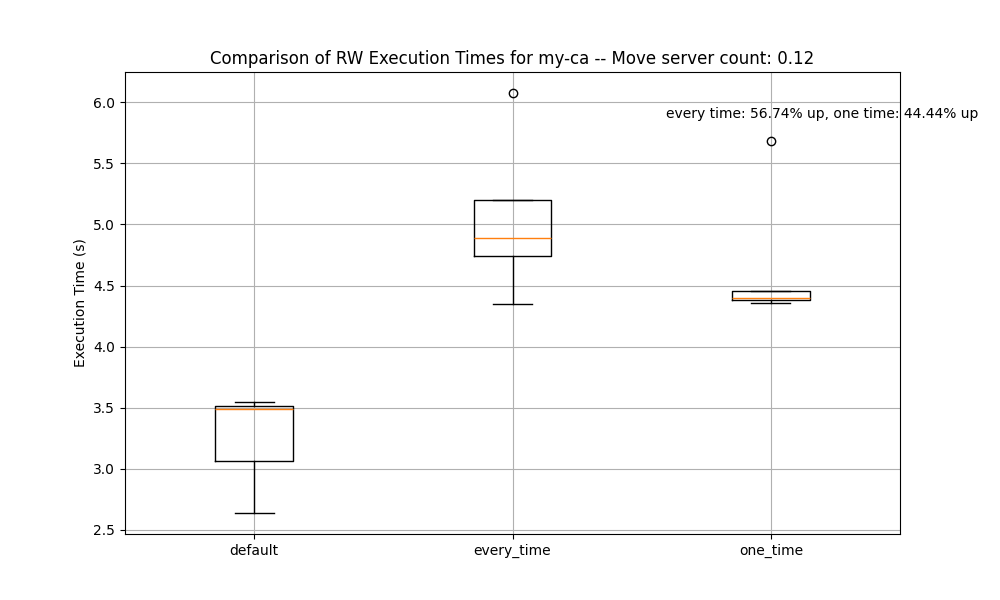 Comparison of RW Execution Times for my-ca -- Move server count: 0.12
every time: 56.74% up, one time: 44.44% up
Execution Time (s)
6.0
5.5
5.0
4.5
4.0
3.5
3.0
2.5
default
every_time
one_time